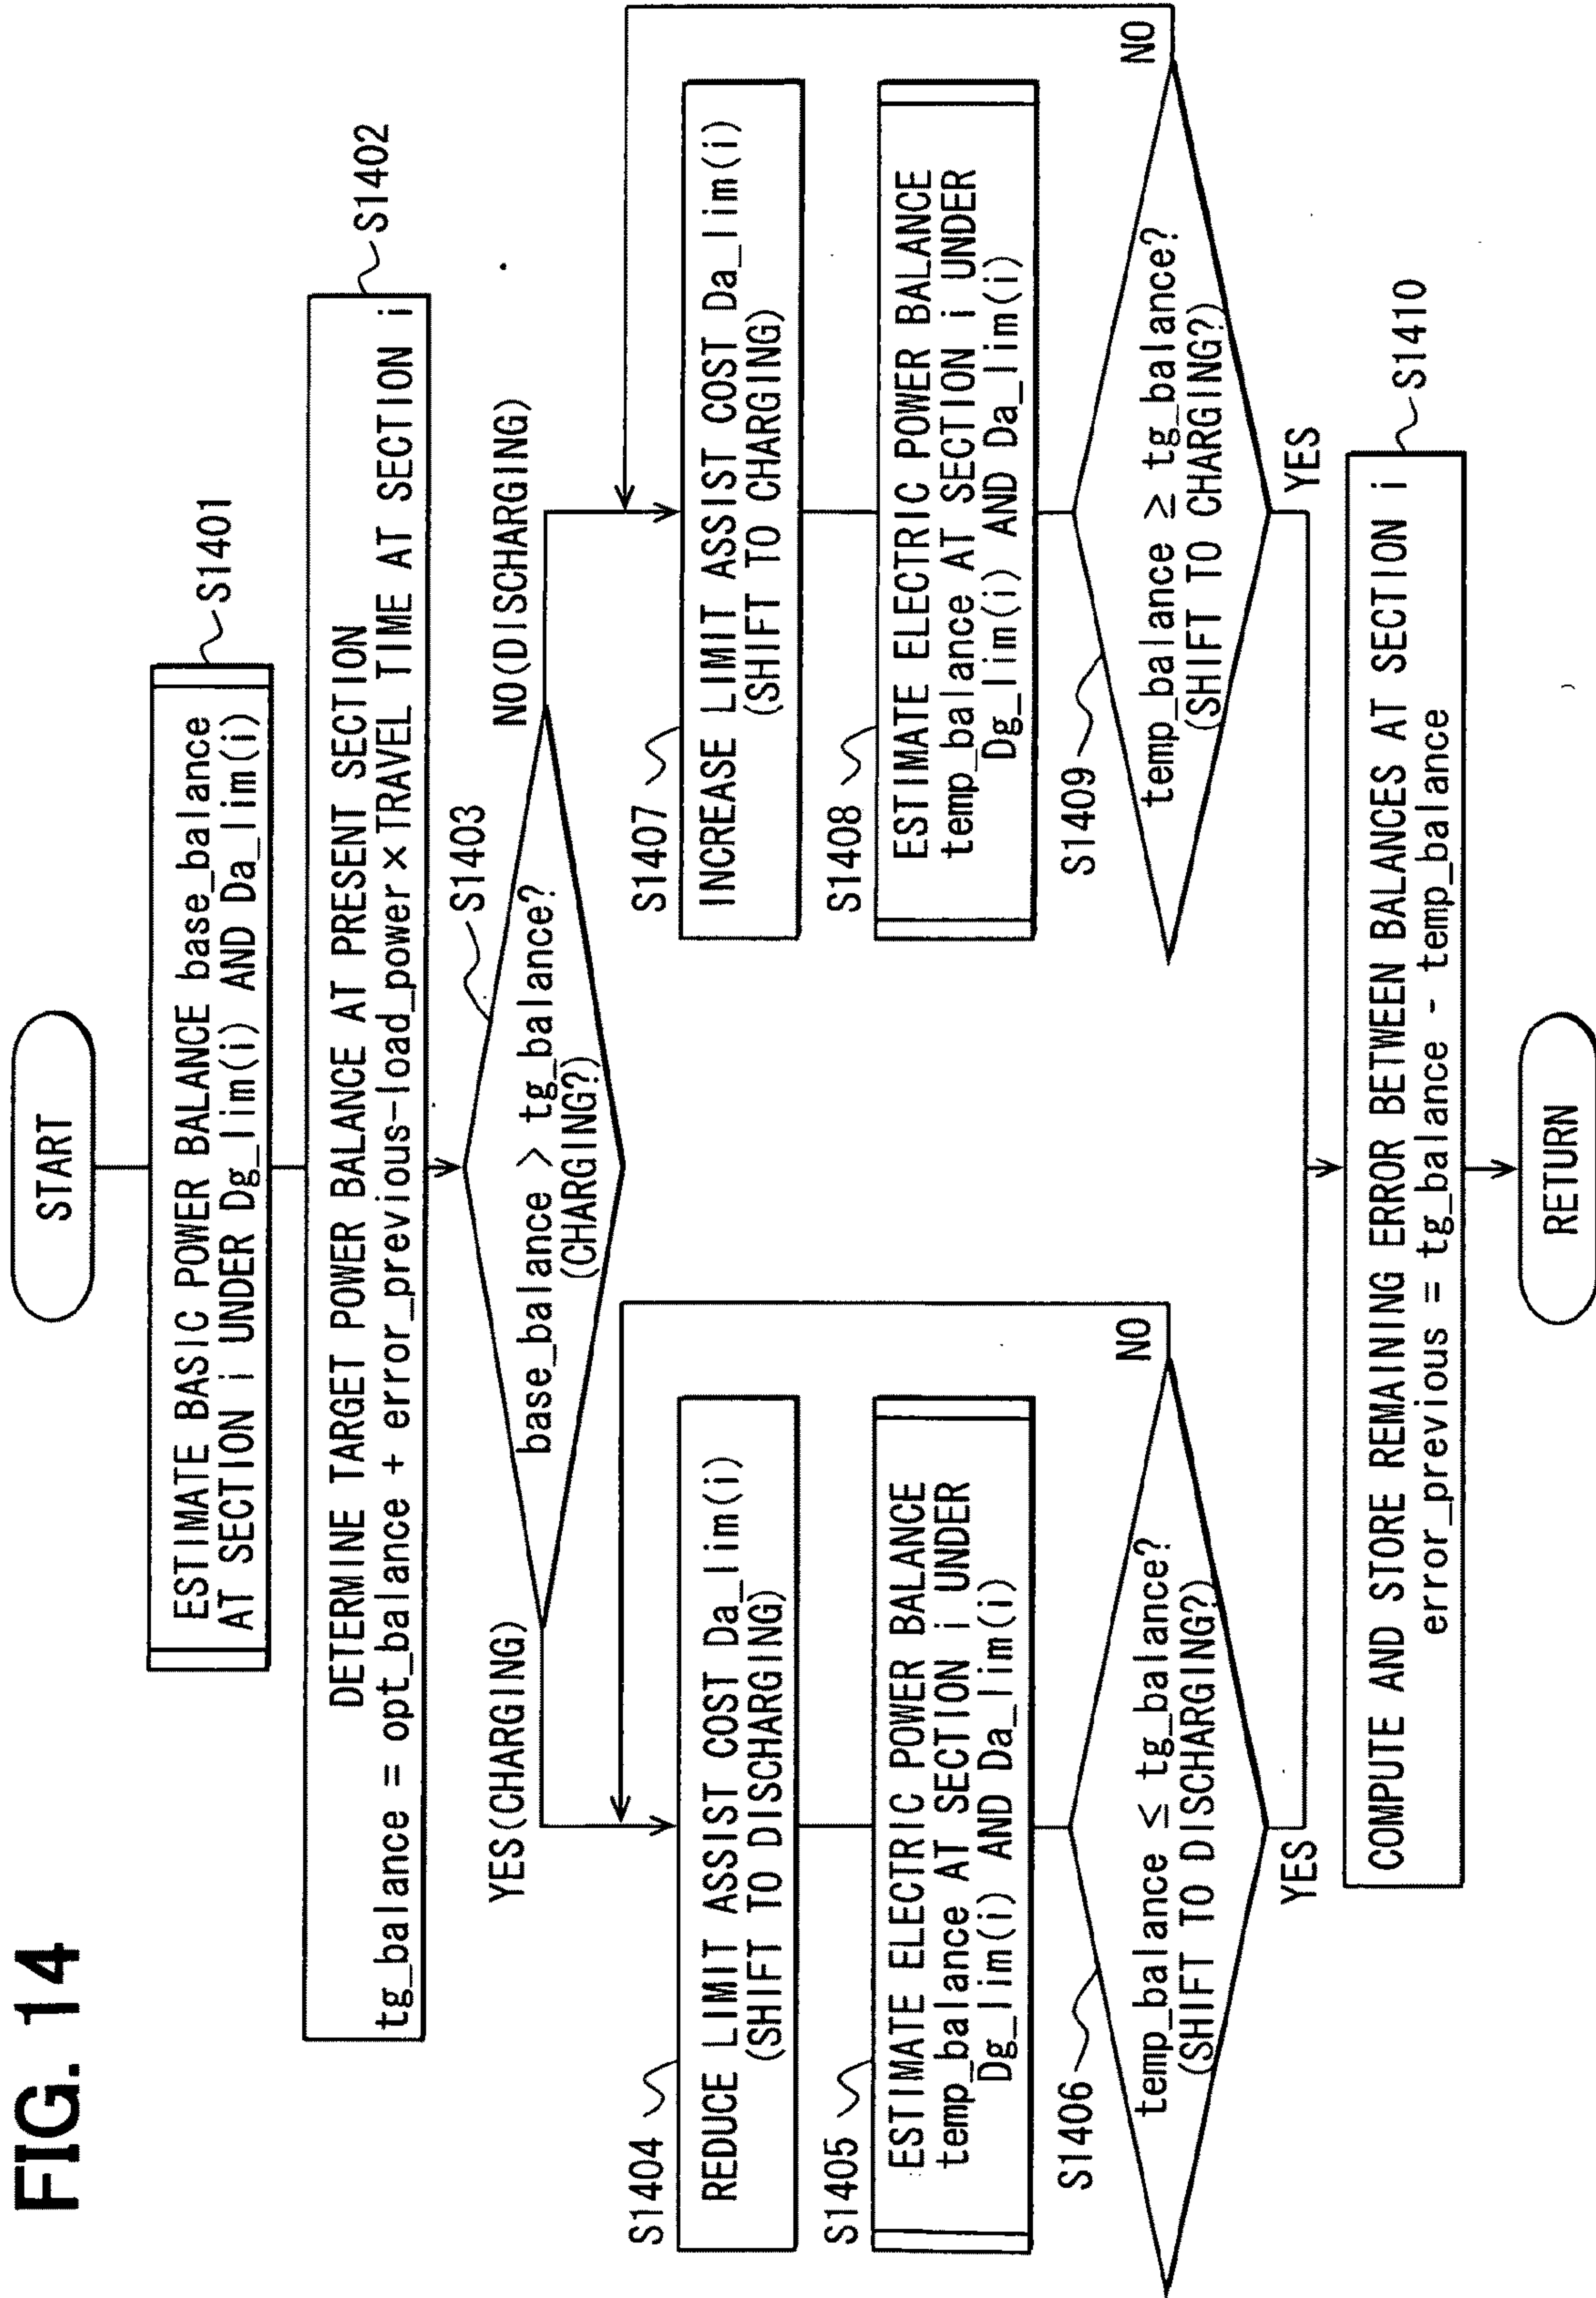 FIG. 14
START
S1401
ESTIMATE BASIC POWER BALANCE base_balance
AT SECTION i UNDER Dg_lim(i) AND Da_lim(i)
S1402
DETERMINE TARGET POWER BALANCE AT PRESENT SECTION
tg_balance = opt_balance + error_previous-load_power×TRAVEL TIME AT SECTION i
S1403
base_balance > tg_balance?
(CHARGING?)
YES(CHARGING)
NO(DISCHARGING)
S1404
REDUCE LIMIT ASSIST COST Da_lim(i)
(SHIFT TO DISCHARGING)
S1405
ESTIMATE ELECTRIC POWER BALANCE
temp_balance AT SECTION i UNDER
Dg_lim(i) AND Da_lim(i)
S1406
temp_balance ≤ tg_balance?
(SHIFT TO DISCHARGING?)
NO
YES
S1407
INCREASE LIMIT ASSIST COST Da_lim(i)
(SHIFT TO CHARGING)
S1408
ESTIMATE ELECTRIC POWER BALANCE
temp_balance AT SECTION i UNDER
Dg_lim(i) AND Da_lim(i)
S1409
temp_balance ≥ tg_balance?
(SHIFT TO CHARGING?)
NO
YES
S1410
COMPUTE AND STORE REMAINING ERROR BETWEEN BALANCES AT SECTION i
error_previous = tg_balance - temp_balance
RETURN